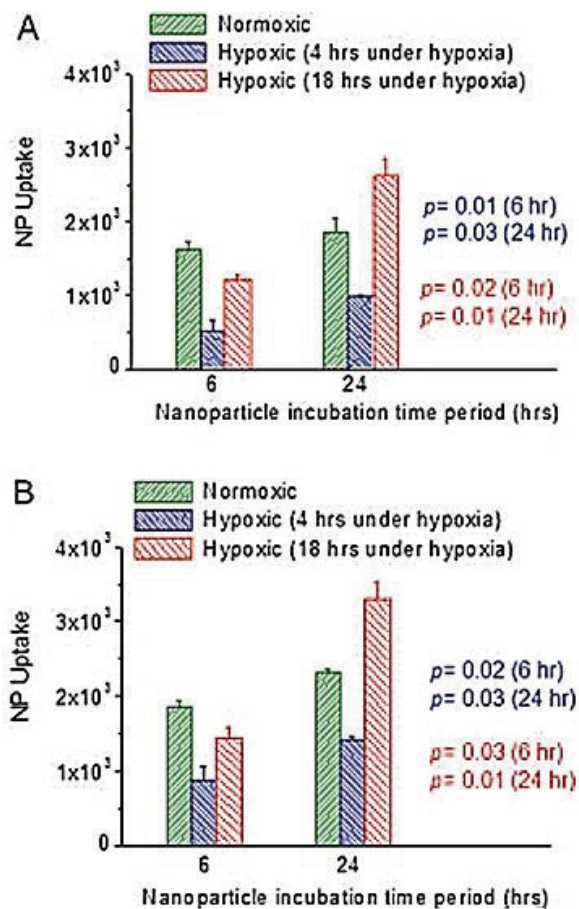 A
Normoxic
Hypoxic (4 hrs under hypoxia)
Hypoxic (18 hrs under hypoxia)
4x10³
3x10³
2x10³
1x10³
0
NP Uptake
p= 0.01 (6 hr)
p= 0.03 (24 hr)
p= 0.02 (6 hr)
p= 0.01 (24 hr)
6 24
Nanoparticle incubation time period (hrs)
B
Normoxic
Hypoxic (4 hrs under hypoxia)
Hypoxic (18 hrs under hypoxia)
4x10³
3x10³
2x10³
1x10³
0
NP Uptake
p= 0.02 (6 hr)
p= 0.03 (24 hr)
p= 0.03 (6 hr)
p= 0.01 (24 hr)
6 24
Nanoparticle incubation time period (hrs)